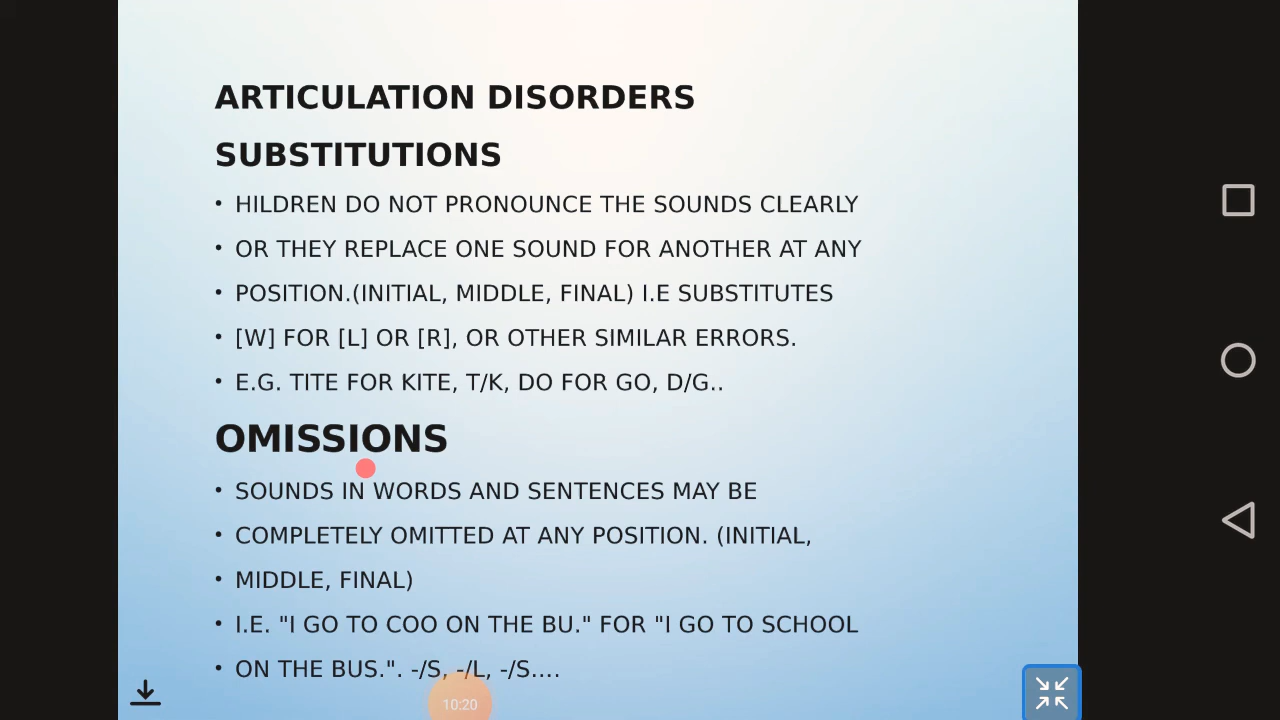 ARTICULATION DISORDERS
SUBSTITUTIONS
• HILDREN DO NOT PRONOUNCE THE SOUNDS CLEARLY
• OR THEY REPLACE ONE SOUND FOR ANOTHER AT ANY
• POSITION.(INITIAL, MIDDLE, FINAL) I.E SUBSTITUTES
• [W] FOR [L] OR [R], OR OTHER SIMILAR ERRORS.
• E.G. TITE FOR KITE, T/K, DO FOR GO, D/G..
OMISSIONS
• SOUNDS IN WORDS AND SENTENCES MAY BE
• COMPLETELY OMITTED AT ANY POSITION. (INITIAL,
• MIDDLE, FINAL)
• I.E. "I GO TO COO ON THE BU." FOR "I GO TO SCHOOL
• ON THE BUS.". -/S, -/L, -/S....
10:20